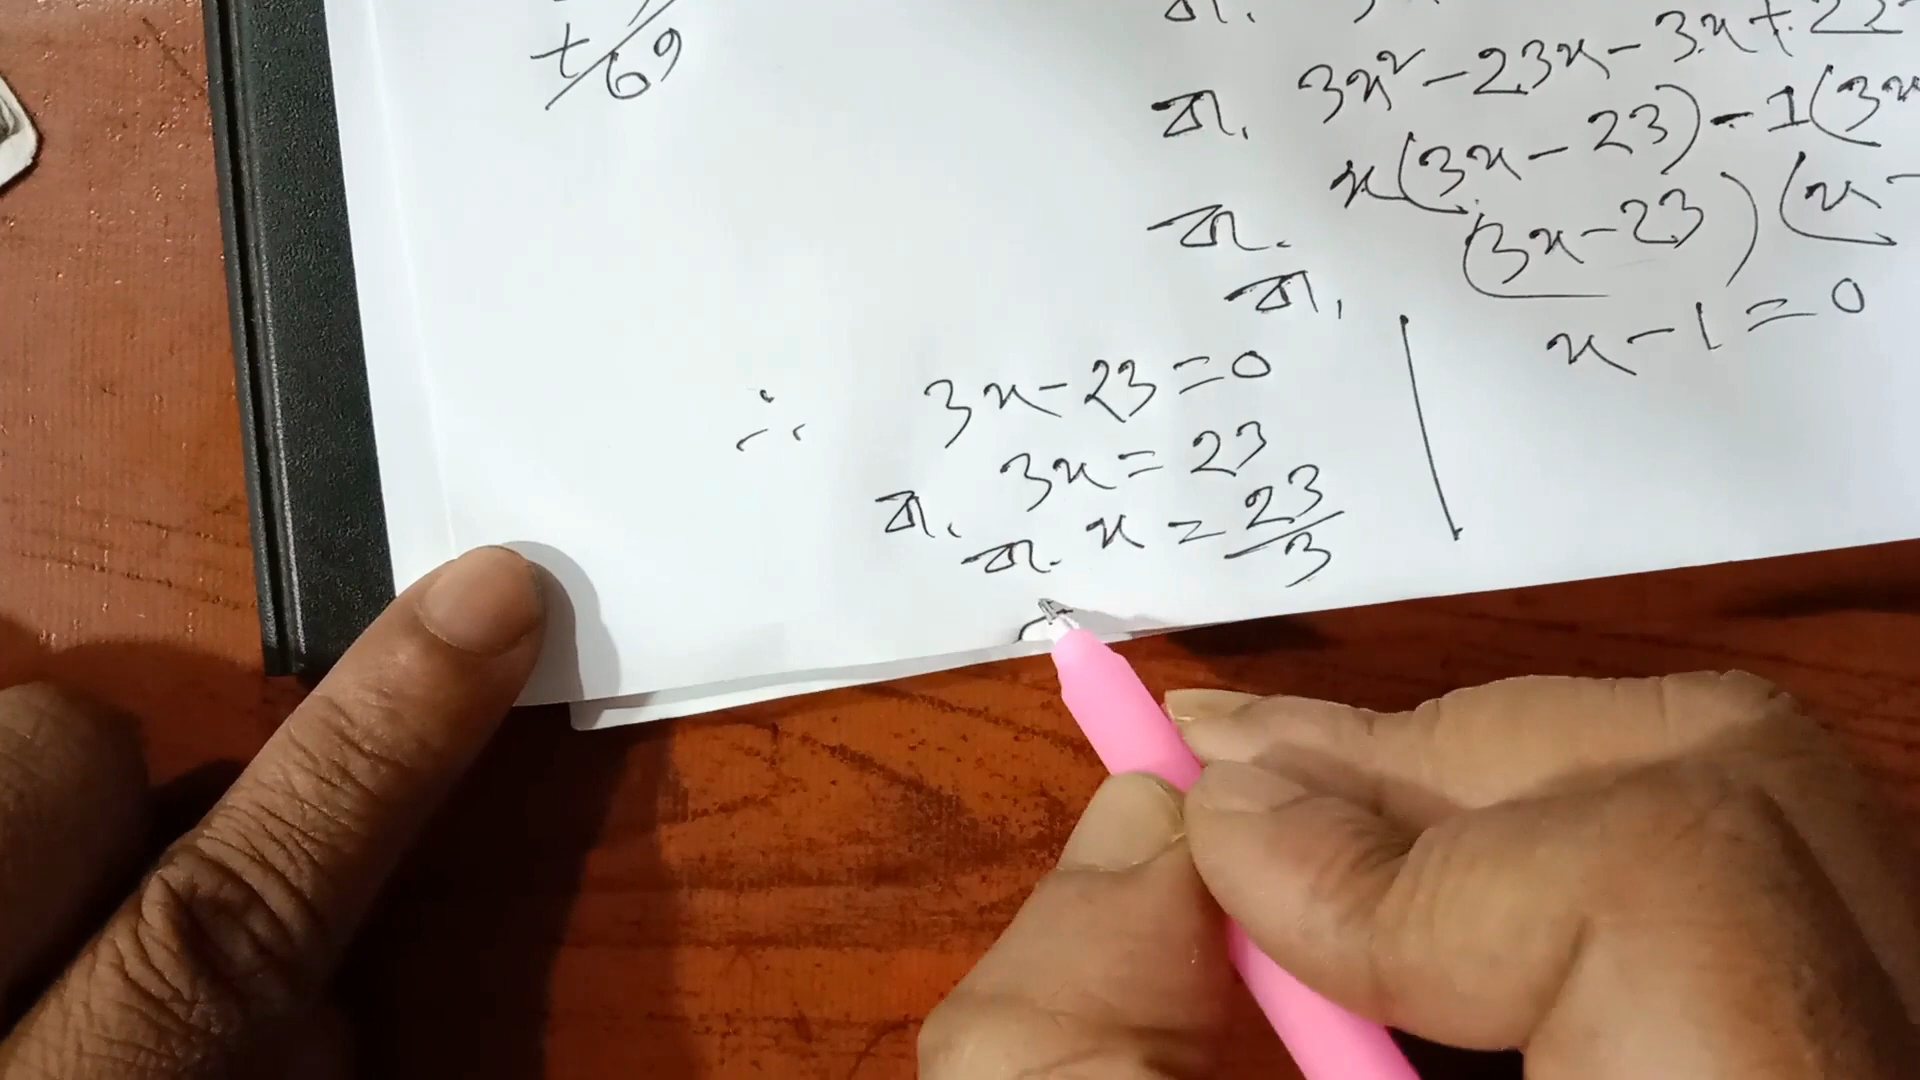 69
বা. 3x² - 23x - 3x + 23
বা. x(3x - 23) - 1(3x
বা. (3x - 23)(x -
বা.
∴ 3x - 23 = 0
x - 1 = 0
বা. 3x = 23
বা. x = 23/3